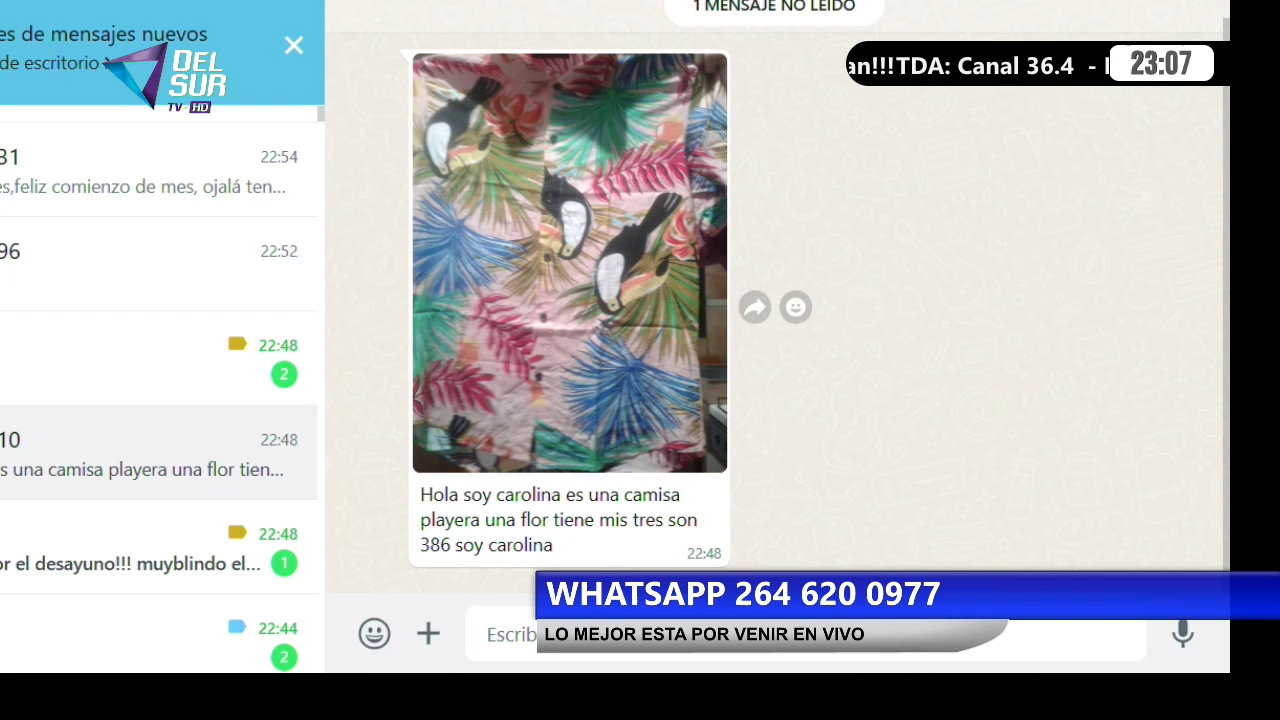 1 MENSAJE NO LEÍDO
es de mensajes nuevos
de escritorio
DEL
SUR
TV-HD
an!!!TDA: Canal 36.4 -
23:07
31
22:54
es,feliz comienzo de mes, ojalá ten...
96
22:52
22:48
2
10
22:48
s una camisa playera una flor tien...
22:48
or el desayuno!!! muyblindo el...
1
22:44
2
Hola soy carolina es una camisa
playera una flor tiene mis tres son
386 soy carolina
22:48
WHATSAPP 264 620 0977
Escrib
LO MEJOR ESTA POR VENIR EN VIVO